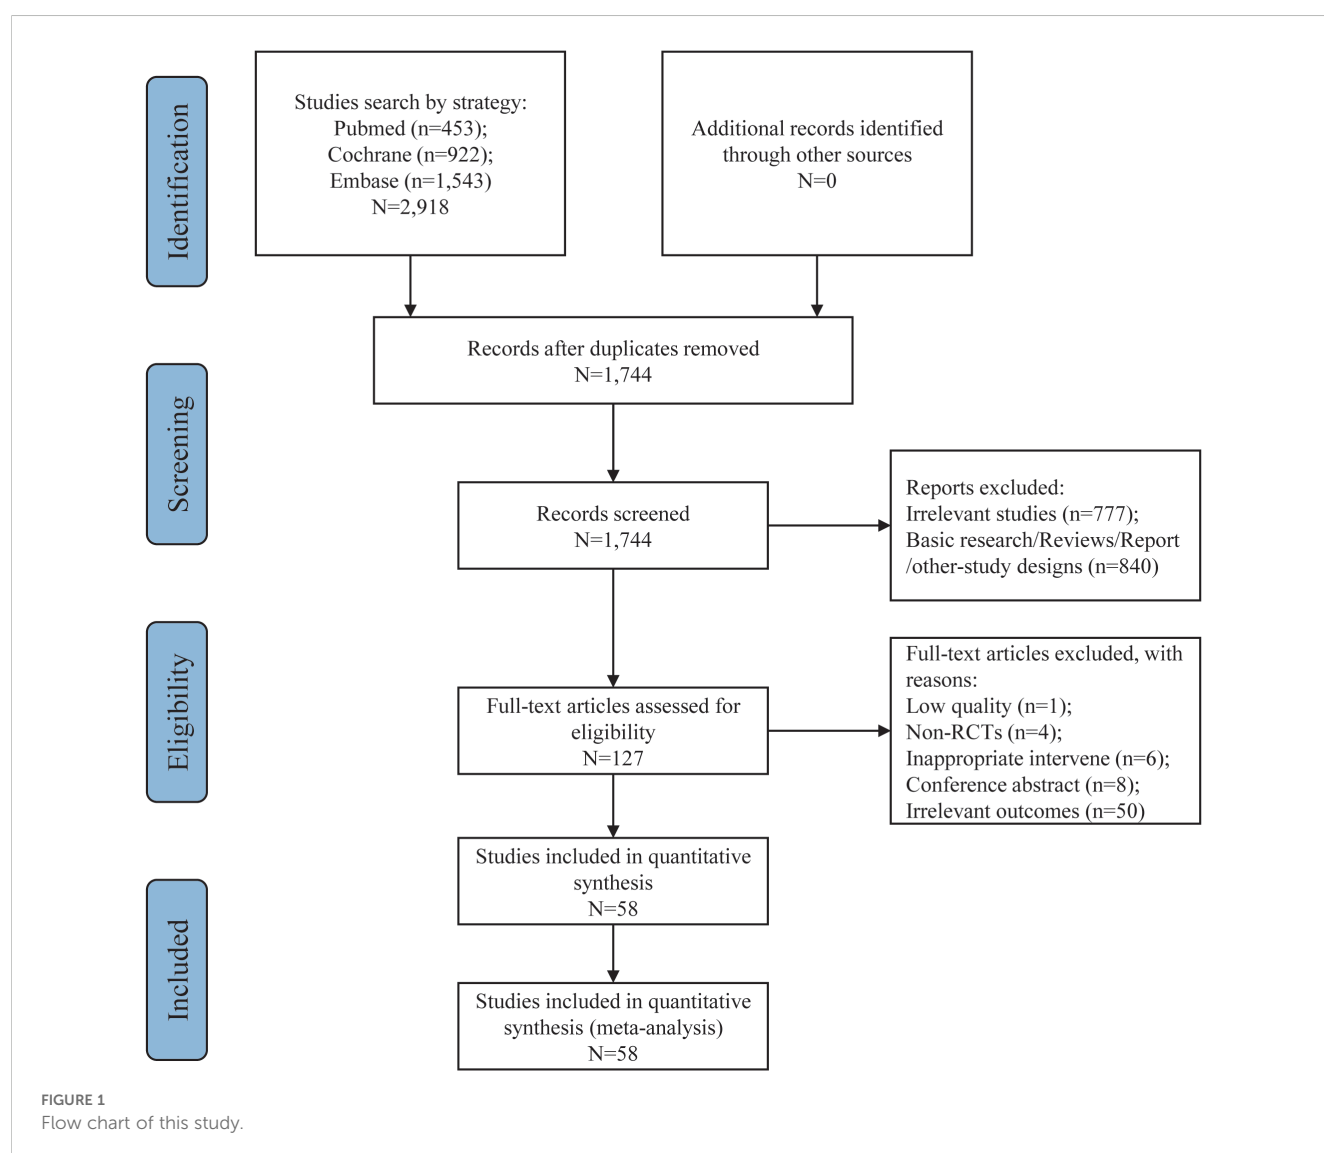 Identification
Studies search by strategy:
Pubmed (n=453);
Cochrane (n=922);
Embase (n=1,543)
N=2,918
Additional records identified
through other sources
N=0
Records after duplicates removed
N=1,744
Screening
Records screened
N=1,744
Reports excluded:
Irrelevant studies (n=777);
Basic research/Reviews/Report
/other-study designs (n=840)
Eligibility
Full-text articles assessed for
eligibility
N=127
Full-text articles excluded, with
reasons:
Low quality (n=1);
Non-RCTs (n=4);
Inappropriate intervene (n=6);
Conference abstract (n=8);
Irrelevant outcomes (n=50)
Studies included in quantitative
synthesis
N=58
Included
Studies included in quantitative
synthesis (meta-analysis)
N=58
FIGURE 1
Flow chart of this study.